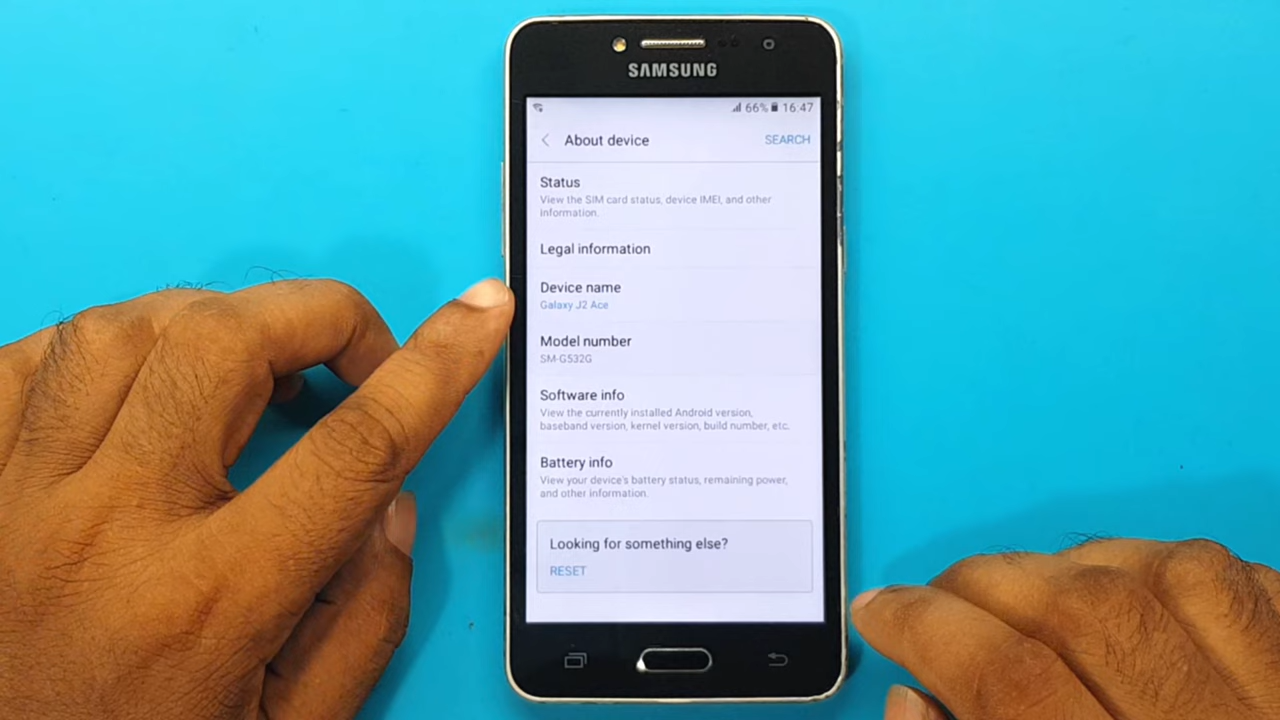 SAMSUNG
66% 16:47
About device
SEARCH
Status
View the SIM card status, device IMEI, and other
information.
Legal information
Device name
Galaxy J2 Ace
Model number
SM-G532G
Software info
View the currently installed Android version,
baseband version, kernel version, build number, etc.
Battery info
View your device's battery status, remaining power,
and other information.
Looking for something else?
RESET